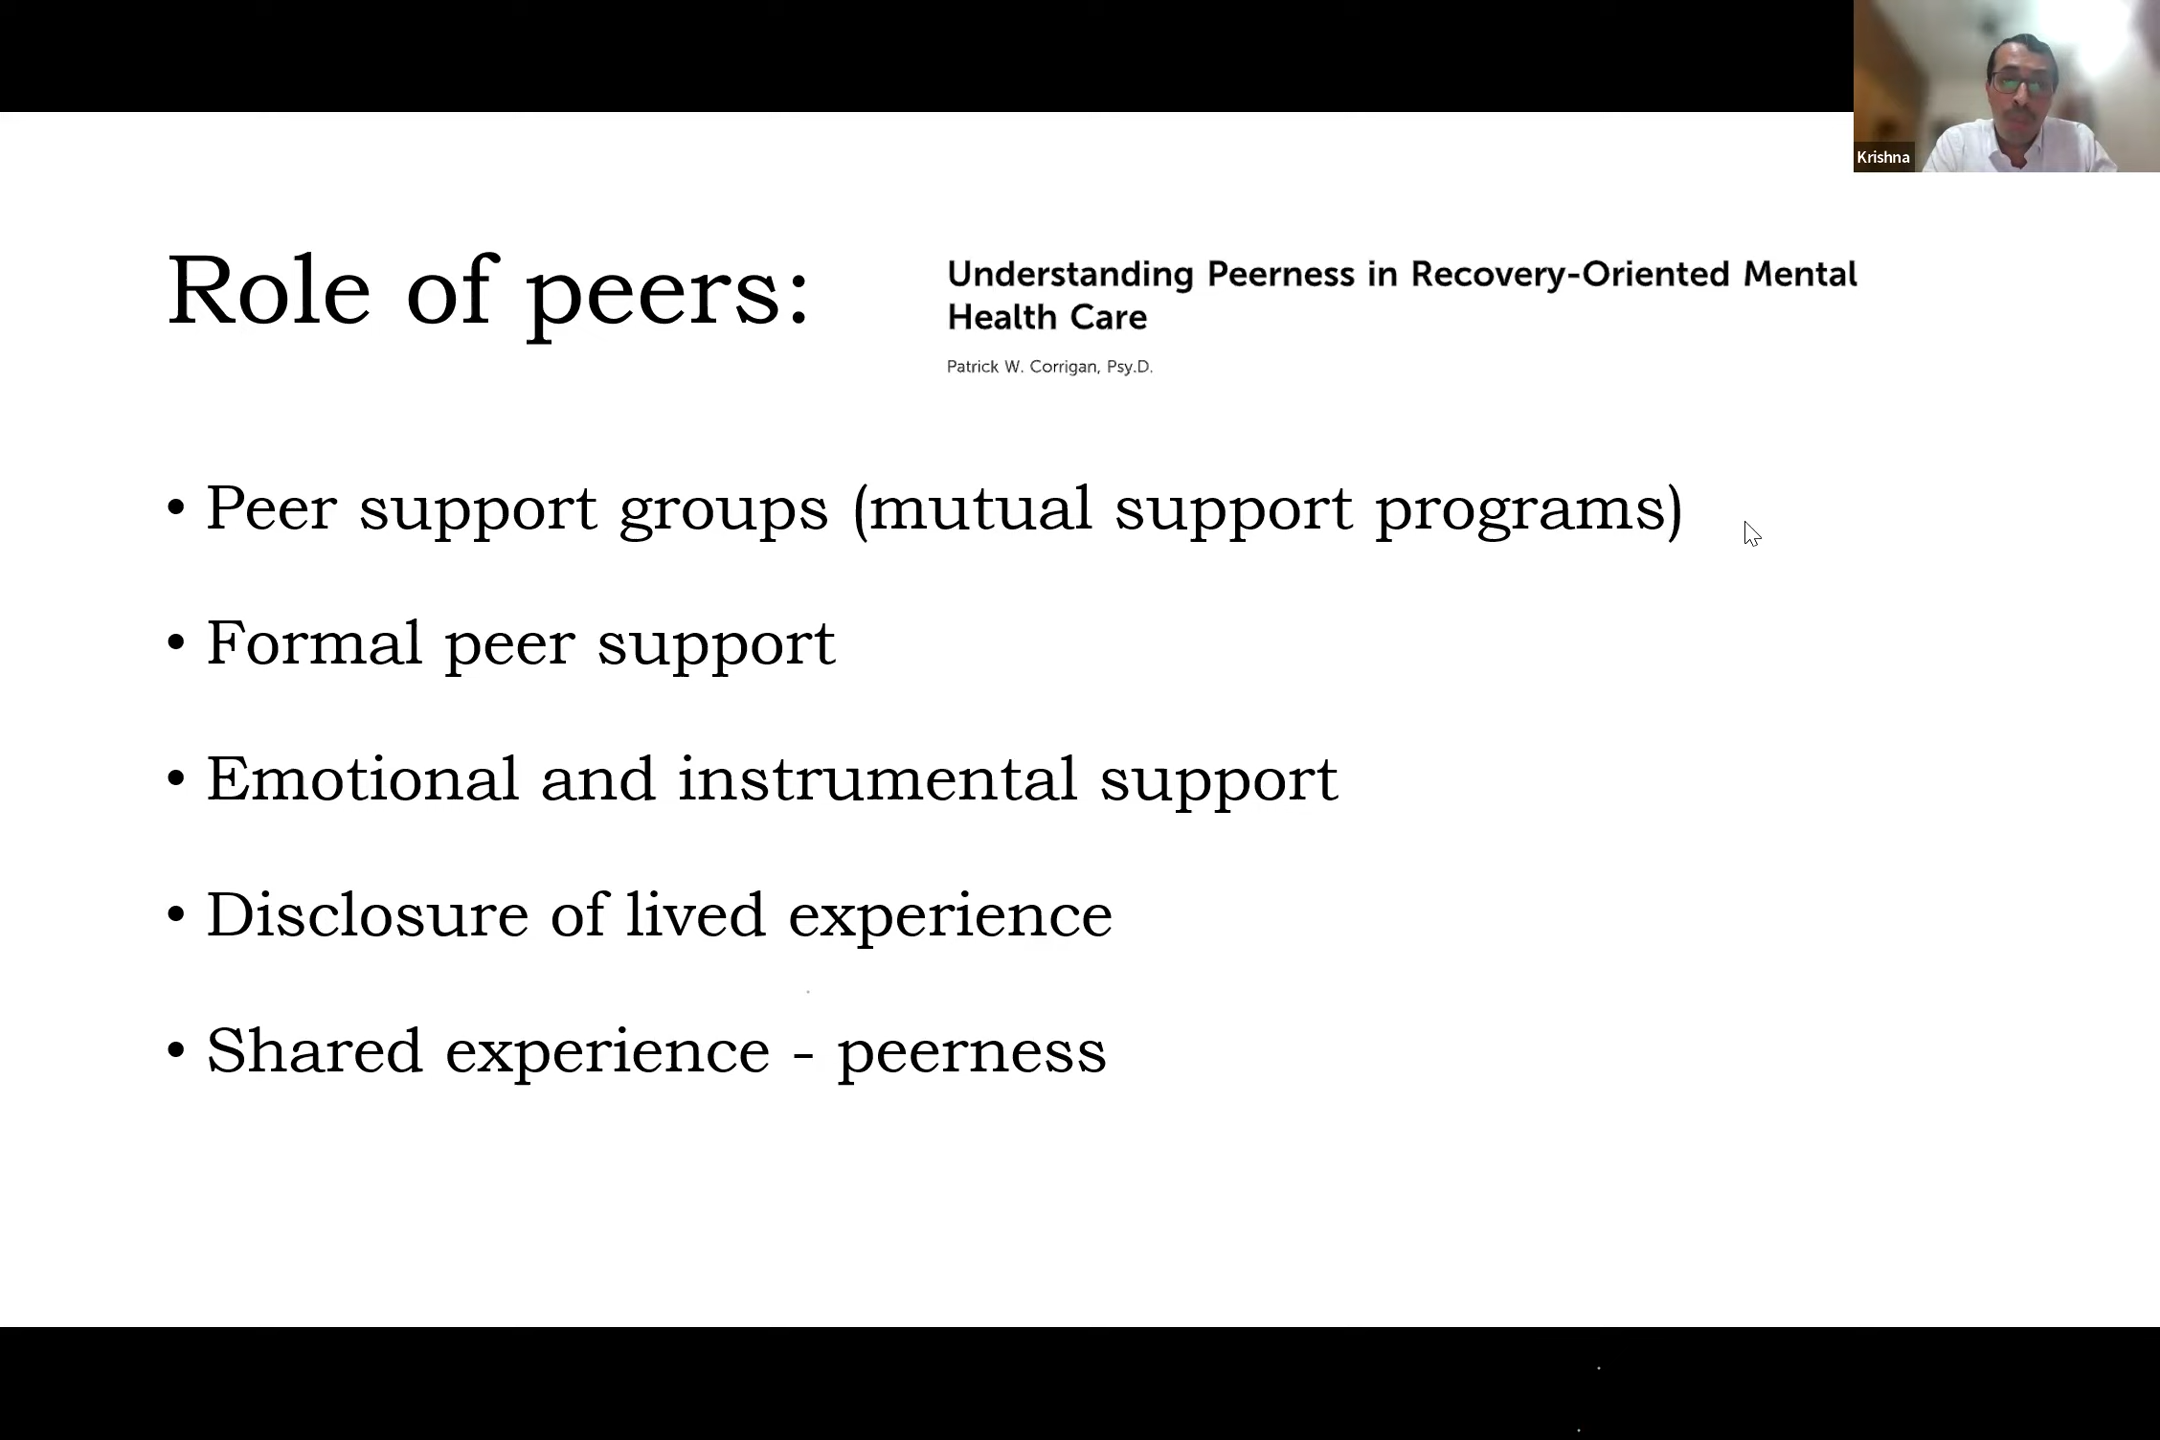 Krishna
Role of peers:
Understanding Peerness in Recovery-Oriented Mental
Health Care
Patrick W. Corrigan, Psy.D.
• Peer support groups (mutual support programs)
• Formal peer support
• Emotional and instrumental support
• Disclosure of lived experience
• Shared experience - peerness